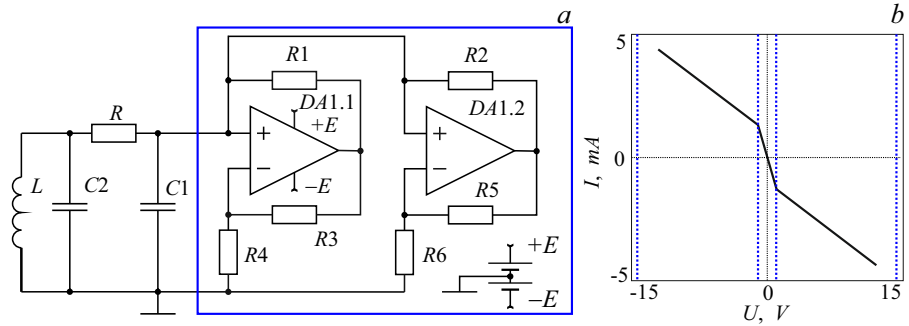 a
b
R1
R2
DA1.1
DA1.2
+E
R
+
+
−
−
−E
L
C2
C1
R5
R3
R4
R6
+E
−E
5
0
-5
I, mA
-15
0
15
U, V